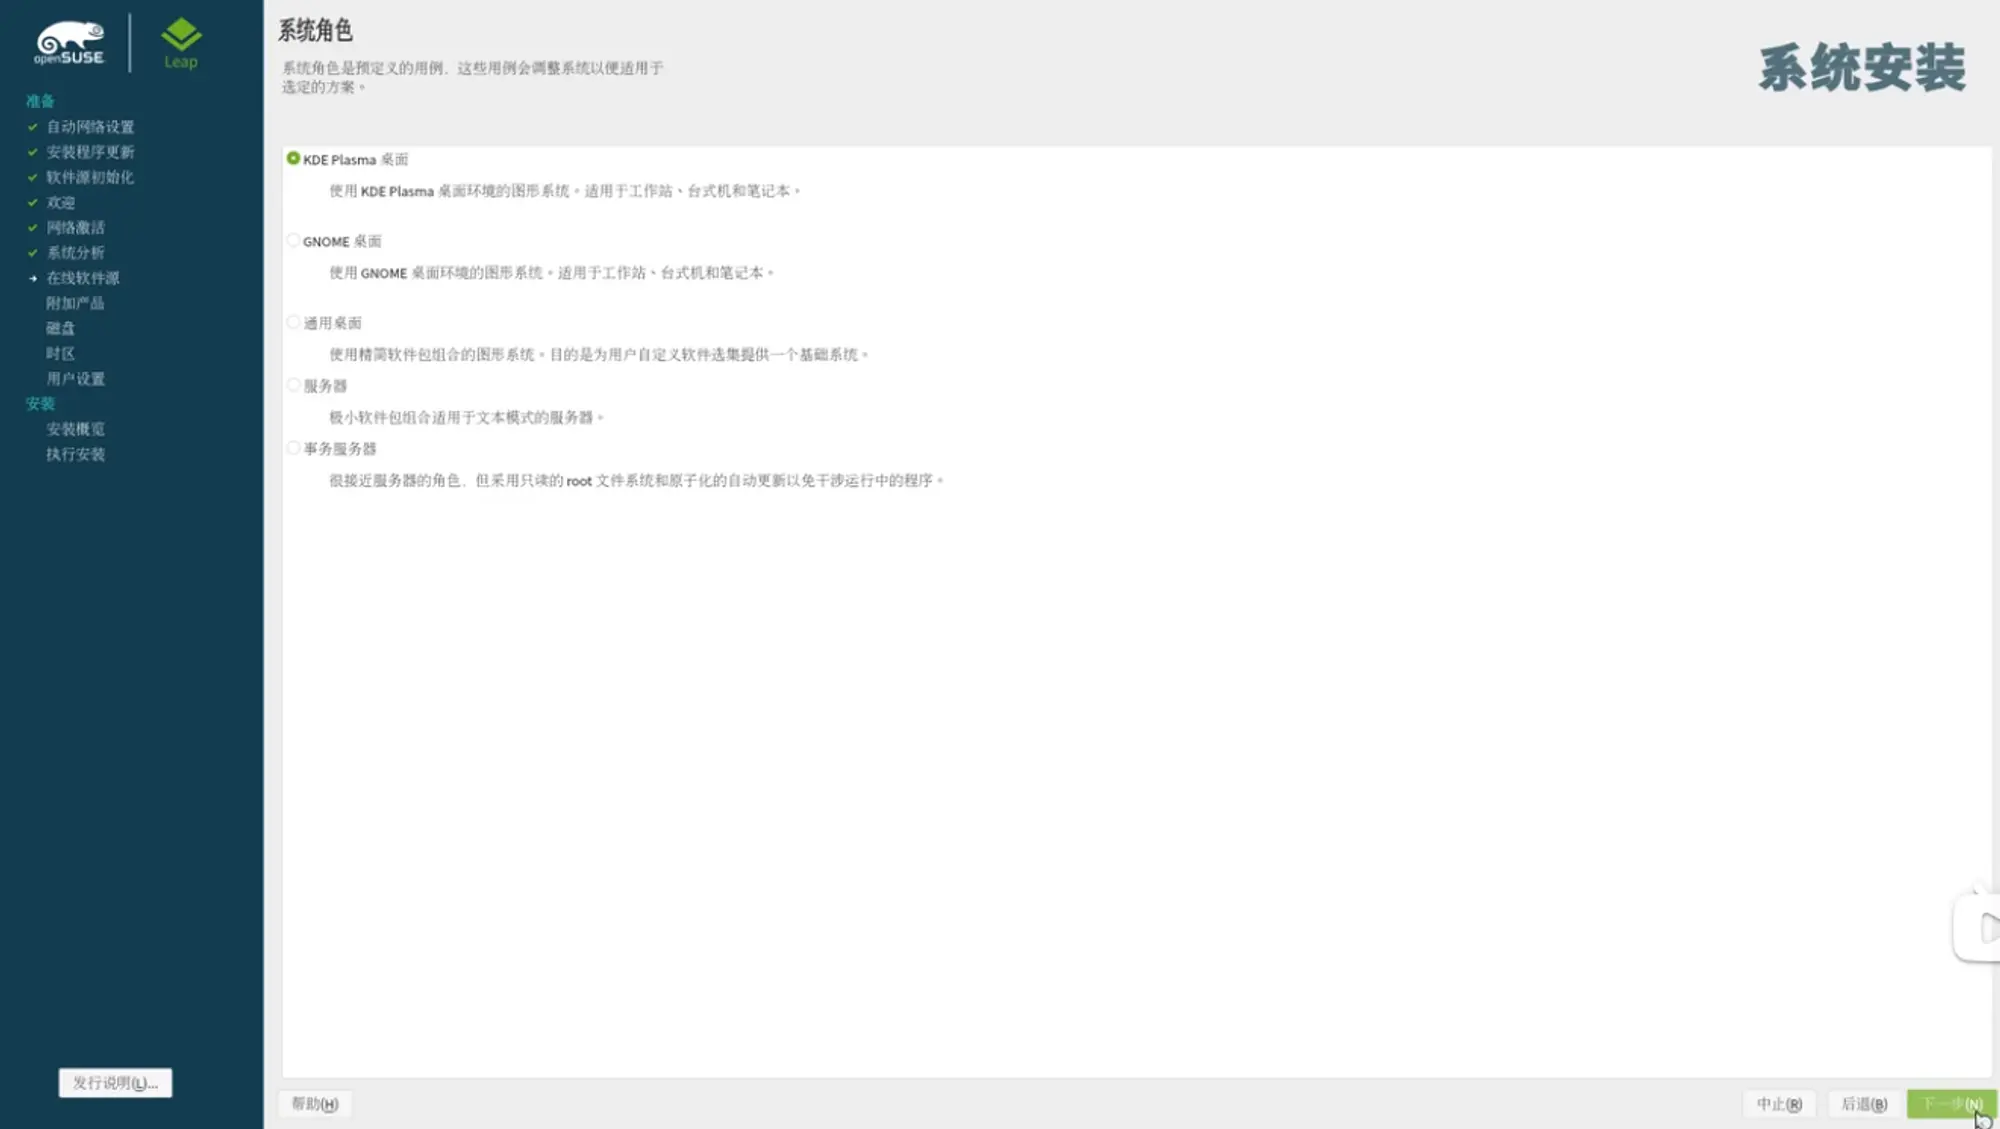 openSUSE
Leap
准备
自动网络设置
安装程序更新
软件源初始化
欢迎
网络激活
系统分析
在线软件源
附加产品
磁盘
时区
用户设置
安装
安装概览
执行安装
发行说明(L)...
系统角色
系统角色是预定义的用例，这些用例会调整系统以便适用于
选定的方案。
系统安装
KDE Plasma 桌面
使用 KDE Plasma 桌面环境的图形系统。适用于工作站、台式机和笔记本。
GNOME 桌面
使用 GNOME 桌面环境的图形系统。适用于工作站、台式机和笔记本。
通用桌面
使用精简软件包组合的图形系统。目的是为用户自定义软件选集提供一个基础系统。
服务器
极小软件包组合适用于文本模式的服务器。
事务服务器
很接近服务器的角色，但采用只读的 root 文件系统和原子化的自动更新以免干涉运行中的程序。
帮助(H)
中止(R)
后退(B)
下一步(N)